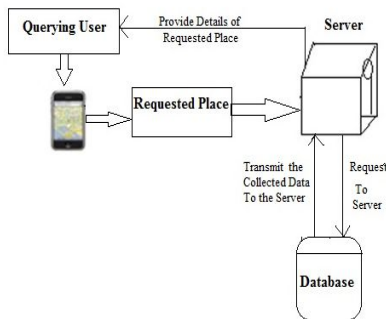 Querying User
Provide Details of
Requested Place
Server
Requested Place
Transmit the
Collected Data
To the Server
Request
To
Server
Database